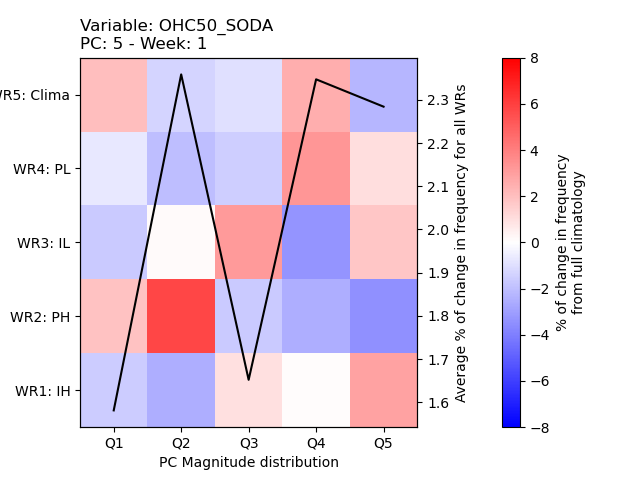 Variable: OHC50_SODA
PC: 5 - Week: 1
WR5: Clima
WR4: PL
WR3: IL
WR2: PH
WR1: IH
Q1 Q2 Q3 Q4 Q5
PC Magnitude distribution
2.3
2.2
2.1
2.0
1.9
1.8
1.7
1.6
Average % of change in frequency for all WRs
8
6
4
2
0
−2
−4
−6
−8
% of change in frequency
from full climatology